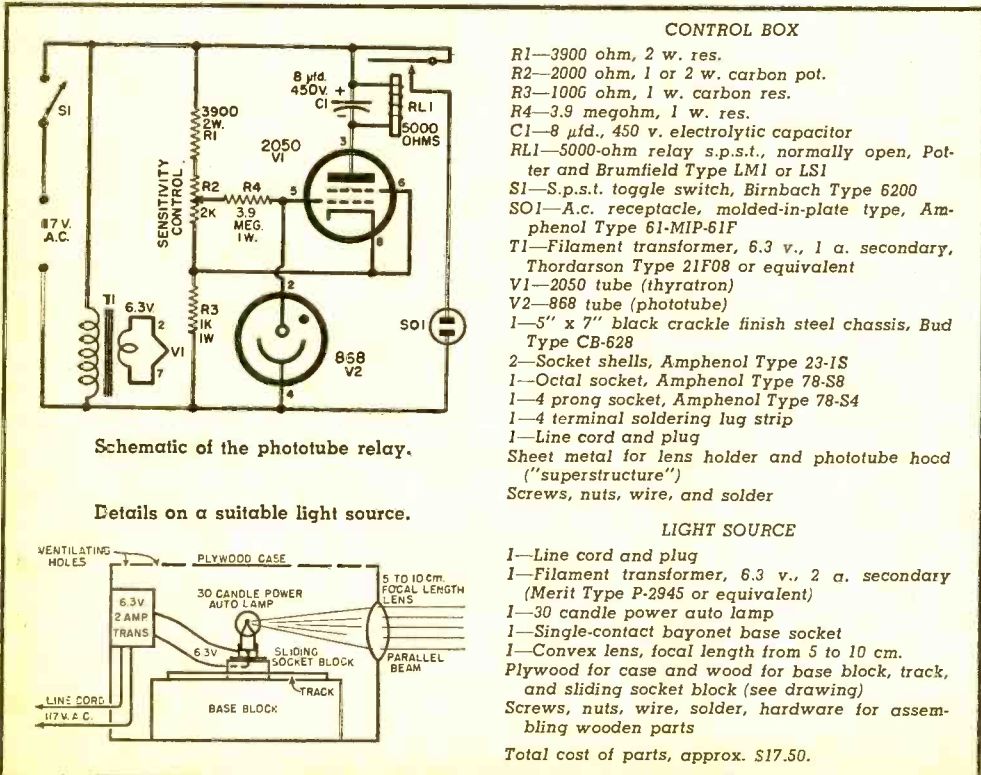 8 µfd.
450V.
C1
+
-
RL1
5000
OHMS
S1
3900
2W.
R1
2050
V1
3
5
6
8
SENSITIVITY
CONTROL
R2
2K
R4
3.9
MEG.
1W.
117 V.
A.C.
T1
6.3V
2
V1
7
R3
1K
1W
2
868
V2
4
SO1
Schematic of the phototube relay.
Details on a suitable light source.
VENTILATING
HOLES
PLYWOOD CASE
5 TO 10 Cm.
FOCAL LENGTH
LENS
30 CANDLE POWER
AUTO LAMP
6.3V
2 AMP.
TRANS
6.3V
SLIDING
SOCKET BLOCK
TRACK
PARALLEL
BEAM
LINE CORD
117 V. A.C.
BASE BLOCK
CONTROL BOX
R1—3900 ohm, 2 w. res.
R2—2000 ohm, 1 or 2 w. carbon pot.
R3—1000 ohm, 1 w. carbon res.
R4—3.9 megohm, 1 w. res.
C1—8 µfd., 450 v. electrolytic capacitor
RL1—5000-ohm relay s.p.s.t., normally open, Pot-
ter and Brumfield Type LM1 or LS1
S1—S.p.s.t. toggle switch, Birnbach Type 6200
SO1—A.c. receptacle, molded-in-plate type, Am-
phenol Type 61-MIP-61F
T1—Filament transformer, 6.3 v., 1 a. secondary,
Thordarson Type 21F08 or equivalent
V1—2050 tube (thyratron)
V2—868 tube (phototube)
1—5" x 7" black crackle finish steel chassis, Bud
Type CB-628
2—Socket shells, Amphenol Type 23-1S
1—Octal socket, Amphenol Type 78-S8
1—4 prong socket, Amphenol Type 78-S4
1—4 terminal soldering lug strip
1—Line cord and plug
Sheet metal for lens holder and phototube hood
("superstructure")
Screws, nuts, wire, and solder
LIGHT SOURCE
1—Line cord and plug
1—Filament transformer, 6.3 v., 2 a. secondary
(Merit Type P-2945 or equivalent)
1—30 candle power auto lamp
1—Single-contact bayonet base socket
1—Convex lens, focal length from 5 to 10 cm.
Plywood for case and wood for base block, track,
and sliding socket block (see drawing)
Screws, nuts, wire, solder, hardware for assem-
bling wooden parts
Total cost of parts, approx. $17.50.